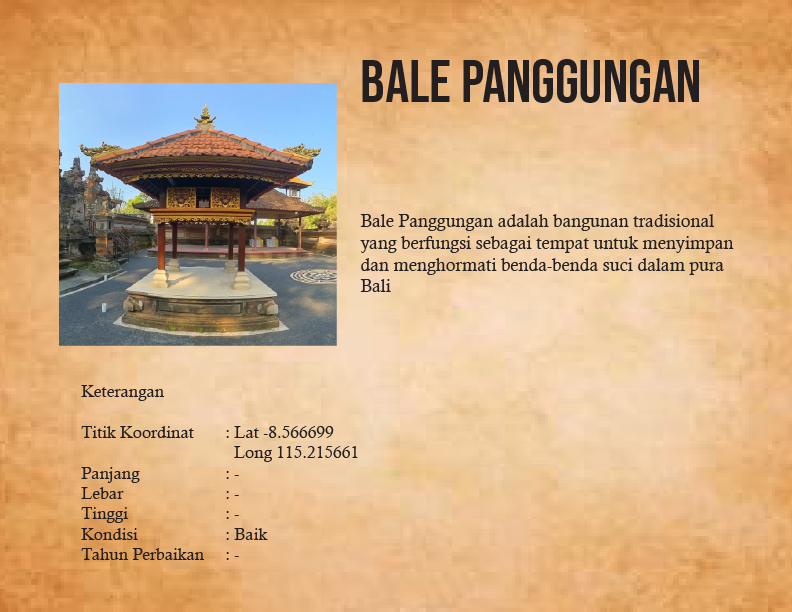 BALE PANGGUNGAN
Bale Panggungan adalah bangunan tradisional
yang berfungsi sebagai tempat untuk menyimpan
dan menghormati benda-benda suci dalam pura
Bali
Keterangan
Titik Koordinat : Lat -8.566699
Long 115.215661
Panjang : -
Lebar : -
Tinggi : -
Kondisi : Baik
Tahun Perbaikan : -